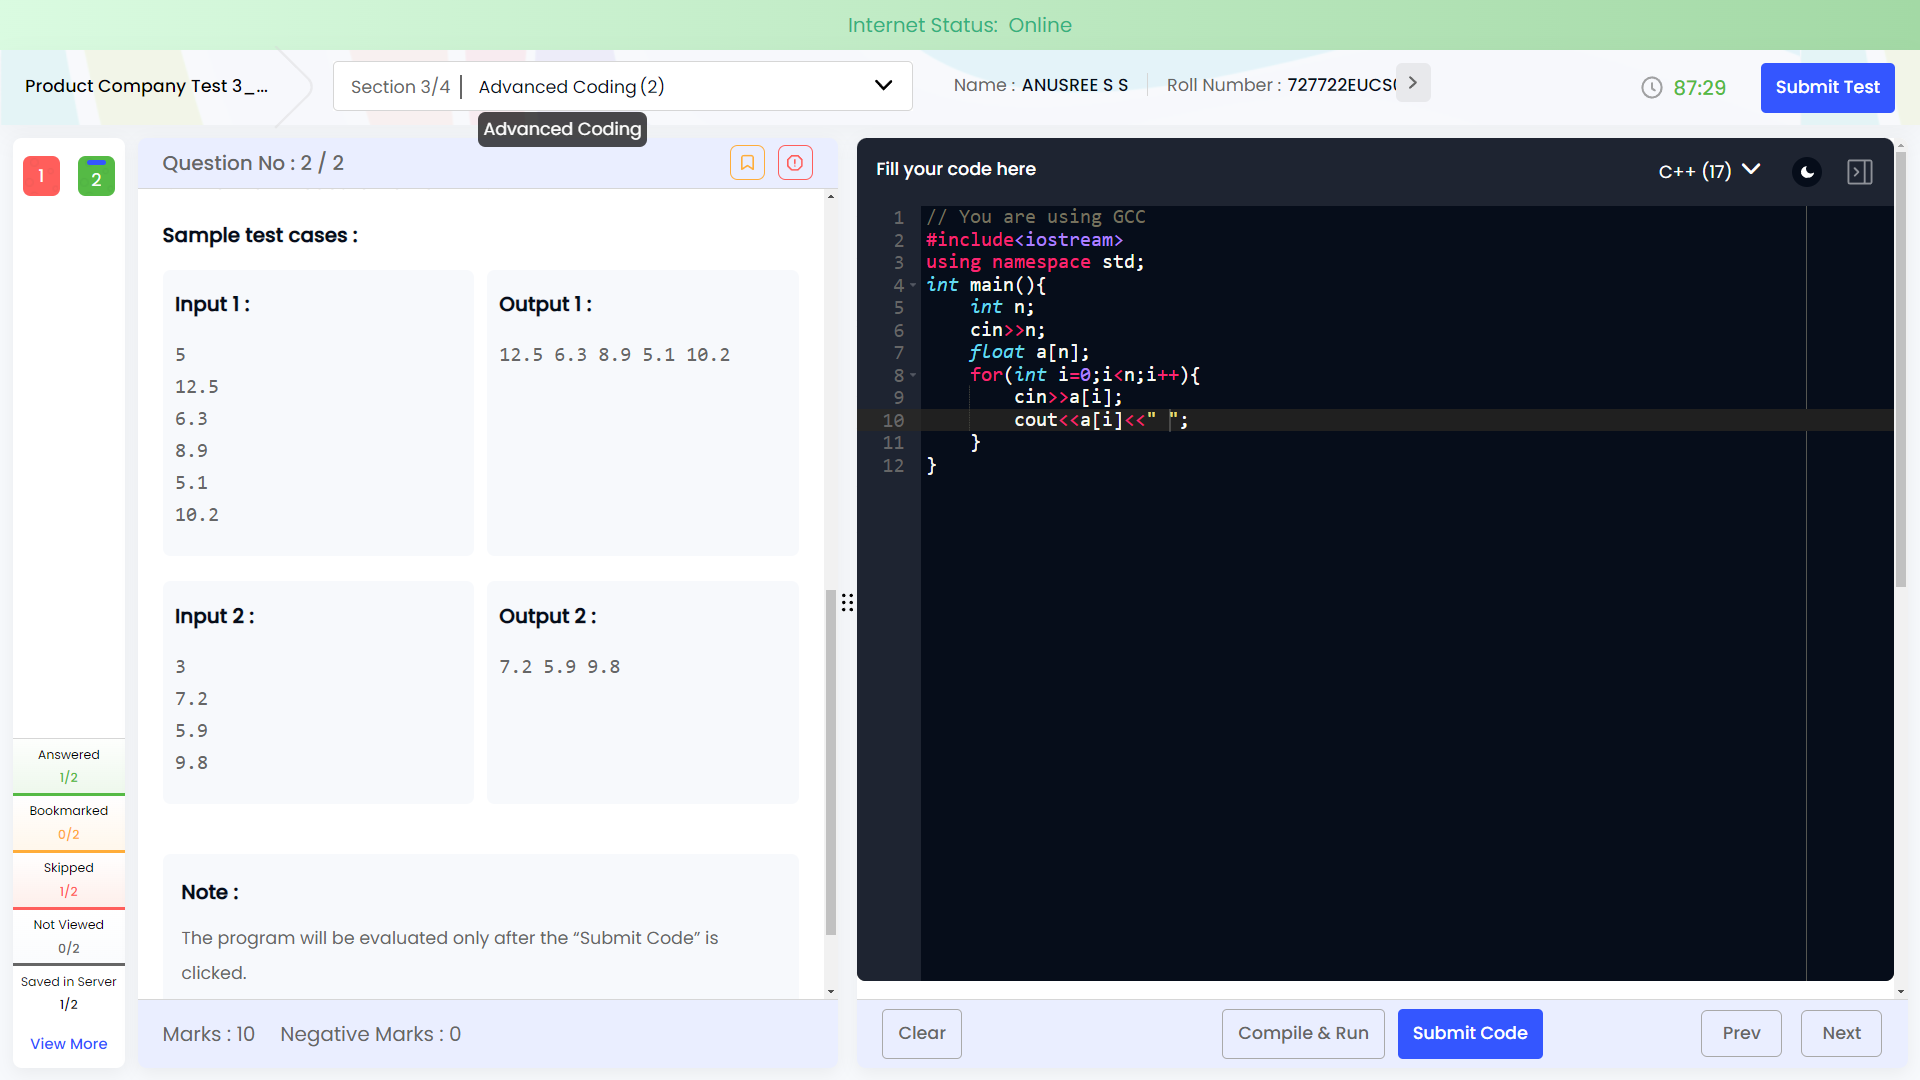 Internet Status: Online
Product Company Test 3_...
Section 3/4 | Advanced Coding (2)
Name : ANUSREE S S
Roll Number : 727722EUCS
87:29
Submit Test
Advanced Coding
1
2
Question No : 2 / 2
Sample test cases :
Input 1 :
5
12.5
6.3
8.9
5.1
10.2
Output 1 :
12.5 6.3 8.9 5.1 10.2
Input 2 :
3
7.2
5.9
9.8
Output 2 :
7.2 5.9 9.8
Note :
The program will be evaluated only after the “Submit Code” is
clicked.
Marks : 10 Negative Marks : 0
Answered
1/2
Bookmarked
0/2
Skipped
1/2
Not Viewed
0/2
Saved in Server
1/2
View More
Fill your code here
C++ (17)
1 // You are using GCC
2 #include<iostream>
3 using namespace std;
4 int main(){
5 int n;
6 cin>>n;
7 float a[n];
8 for(int i=0;i<n;i++){
9 cin>>a[i];
10 cout<<a[i]<<" ";
11 }
12 }
Clear
Compile & Run
Submit Code
Prev
Next